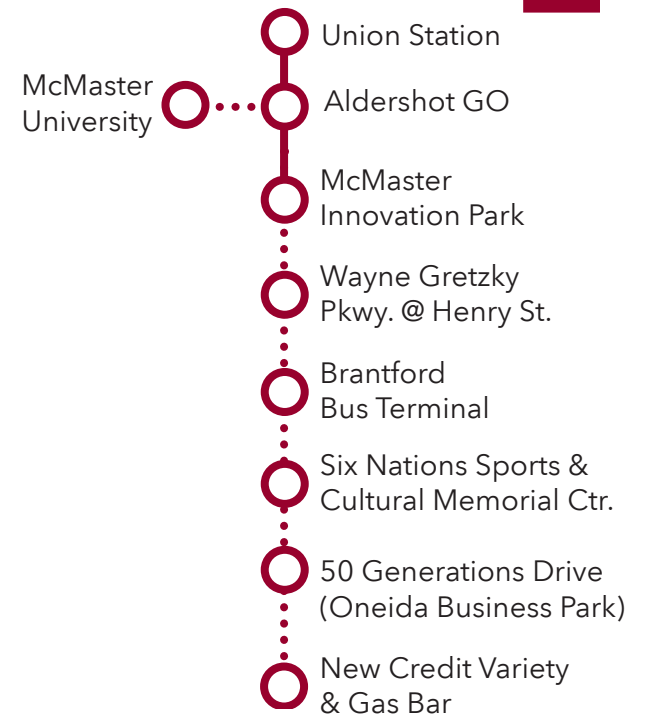 Union Station
McMaster
University
Aldershot GO
McMaster
Innovation Park
Wayne Gretzky
Pkwy. @ Henry St.
Brantford
Bus Terminal
Six Nations Sports &
Cultural Memorial Ctr.
50 Generations Drive
(Oneida Business Park)
New Credit Variety
& Gas Bar